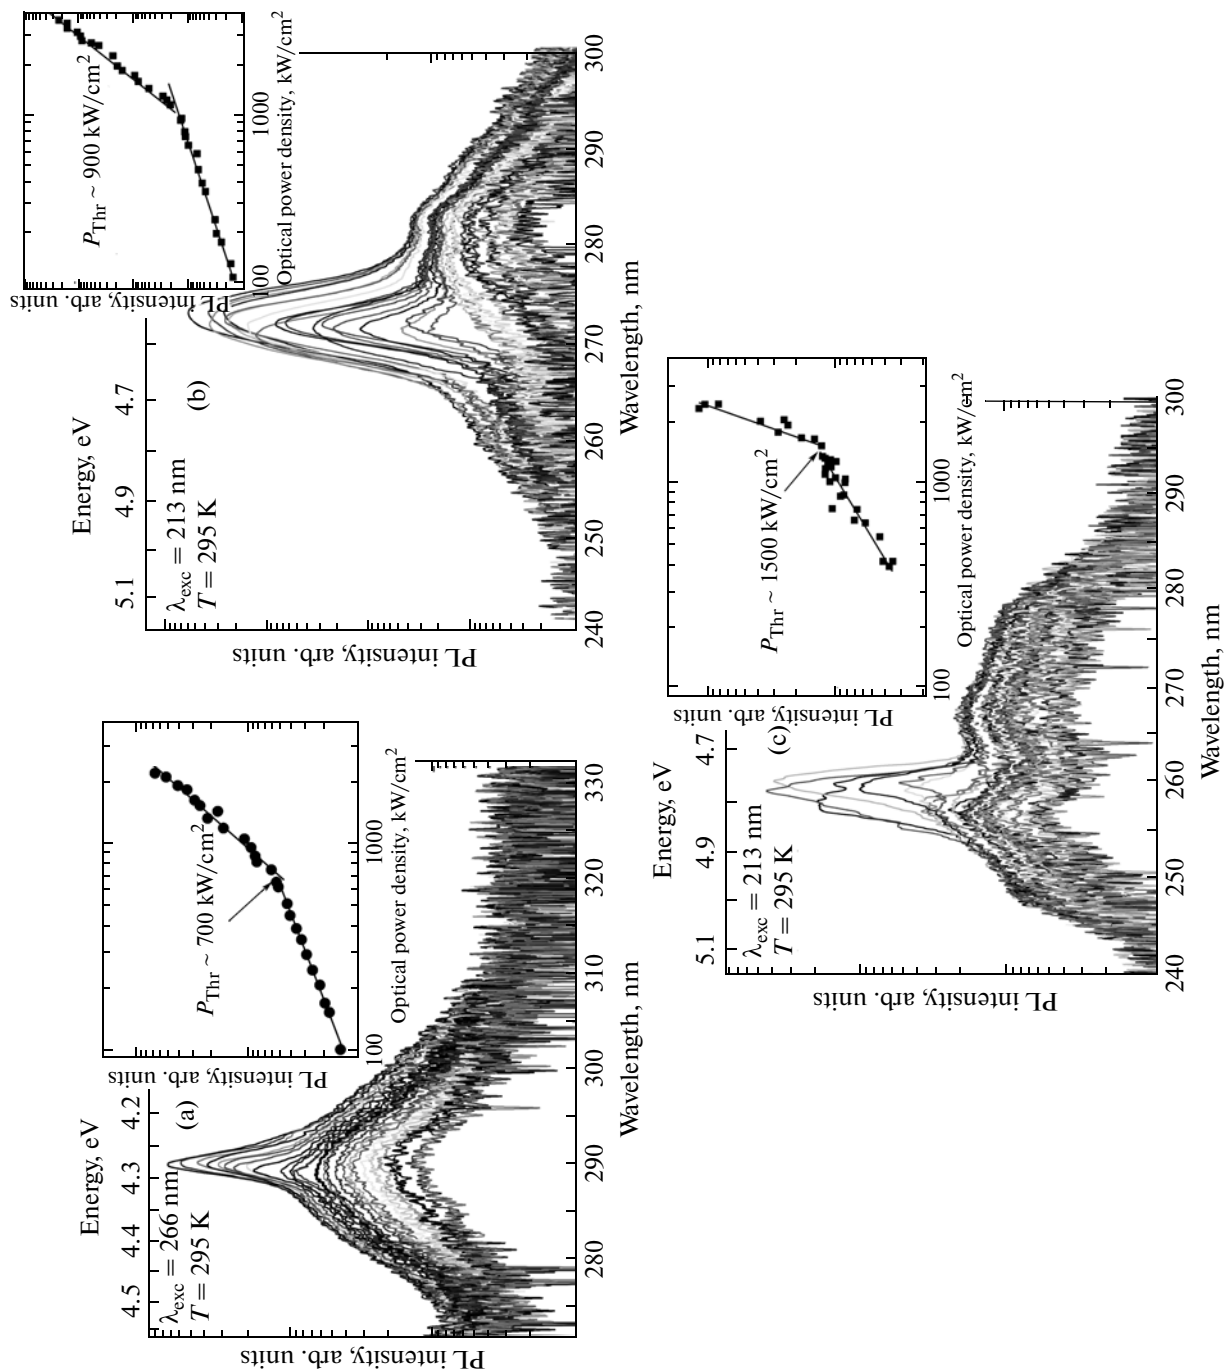 Energy, eV
4.5 4.4 4.3 4.2
λexc = 266 nm
T = 295 K
(a)
PL intensity, arb. units
280 290 300 310 320 330
Wavelength, nm
PThr ~ 700 kW/cm2
PL intensity, arb. units
100 1000
Optical power density, kW/cm2
Energy, eV
5.1 4.9 4.7
λexc = 213 nm
T = 295 K
(b)
PL intensity, arb. units
240 250 260 270 280 290 300
Wavelength, nm
PThr ~ 900 kW/cm2
PL intensity, arb. units
100 1000
Optical power density, kW/cm2
Energy, eV
5.1 4.9 4.7
λexc = 213 nm
T = 295 K
(c)
PL intensity, arb. units
240 250 260 270 280 290 300
Wavelength, nm
PThr ~ 1500 kW/cm2
PL intensity, arb. units
100 1000
Optical power density, kW/cm2